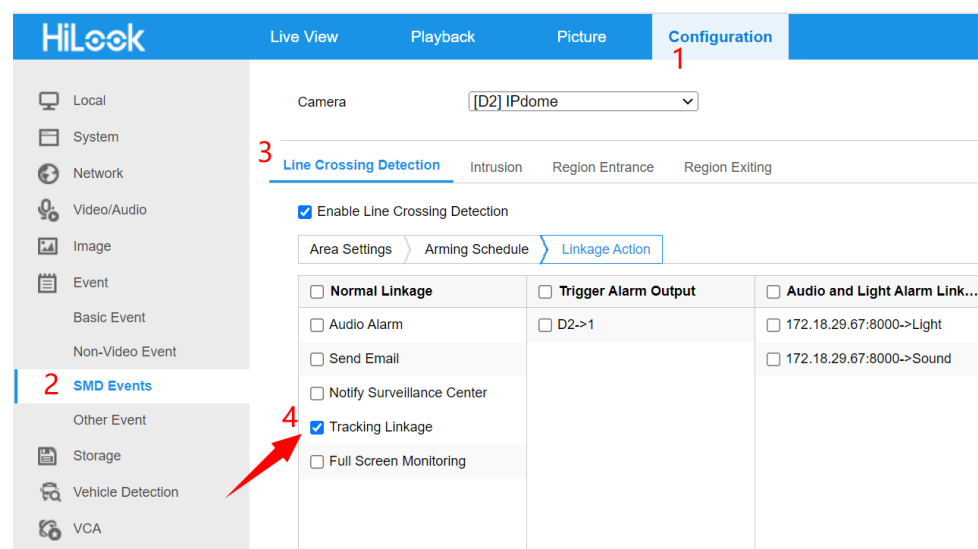 HiLook
Live View Playback Picture Configuration
1
Local
System
Network
Video/Audio
Image
Event
Basic Event
Non-Video Event
2 SMD Events
Other Event
Storage
Vehicle Detection
VCA
Camera [D2] IPdome
3 Line Crossing Detection Intrusion Region Entrance Region Exiting
Enable Line Crossing Detection
Area Settings Arming Schedule Linkage Action
Normal Linkage Trigger Alarm Output Audio and Light Alarm Link...
Audio Alarm D2->1 172.18.29.67:8000->Light
Send Email 172.18.29.67:8000->Sound
Notify Surveillance Center
4 Tracking Linkage
Full Screen Monitoring